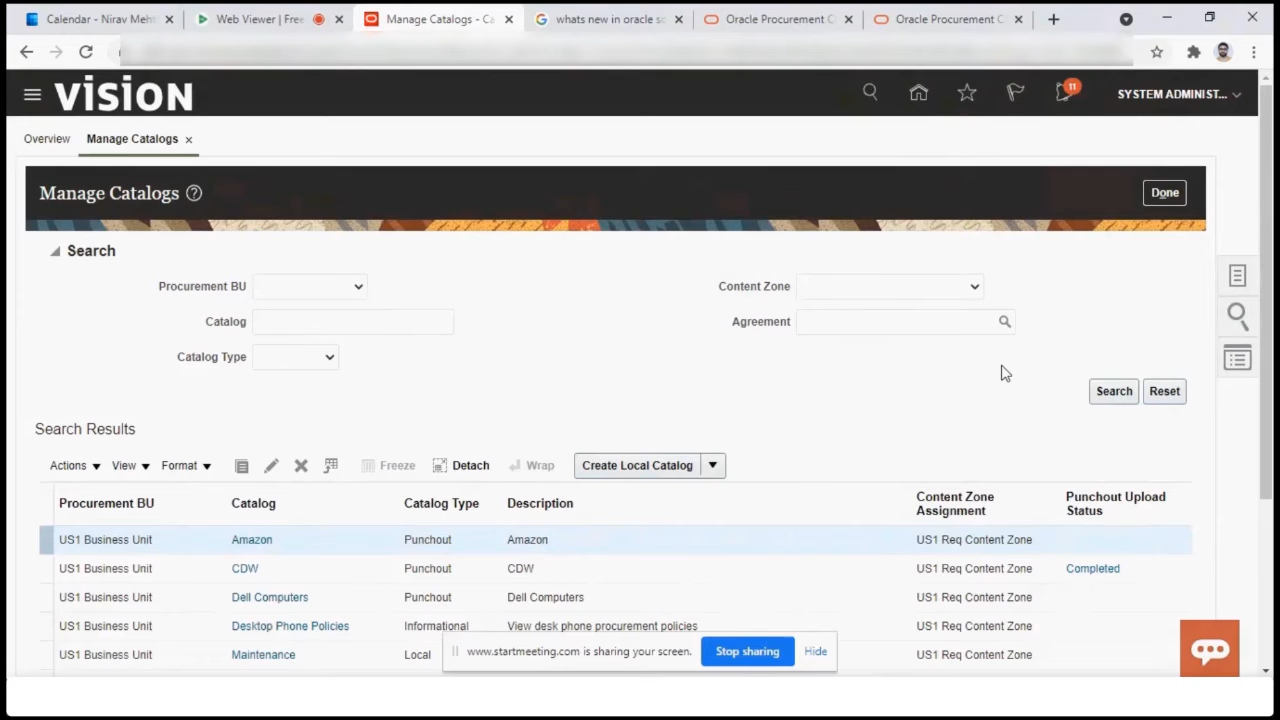 Calendar - Nirav Meh
Web Viewer | Free
Manage Catalogs - Ca
whats new in oracle so
Oracle Procurement C
Oracle Procurement C
VISION
11
SYSTEM ADMINIST...
Overview
Manage Catalogs
Manage Catalogs
Done
Search
Procurement BU
Content Zone
Catalog
Agreement
Catalog Type
Search
Reset
Search Results
Actions
View
Format
Freeze
Detach
Wrap
Create Local Catalog
Procurement BU
Catalog
Catalog Type
Description
Content Zone Assignment
Punchout Upload Status
US1 Business Unit Amazon Punchout Amazon US1 Req Content Zone
US1 Business Unit CDW Punchout CDW US1 Req Content Zone Completed
US1 Business Unit Dell Computers Punchout Dell Computers US1 Req Content Zone
US1 Business Unit Desktop Phone Policies Informational View desk phone procurement policies US1 Req Content Zone
US1 Business Unit Maintenance Local US1 Req Content Zone
www.startmeeting.com is sharing your screen.
Stop sharing
Hide